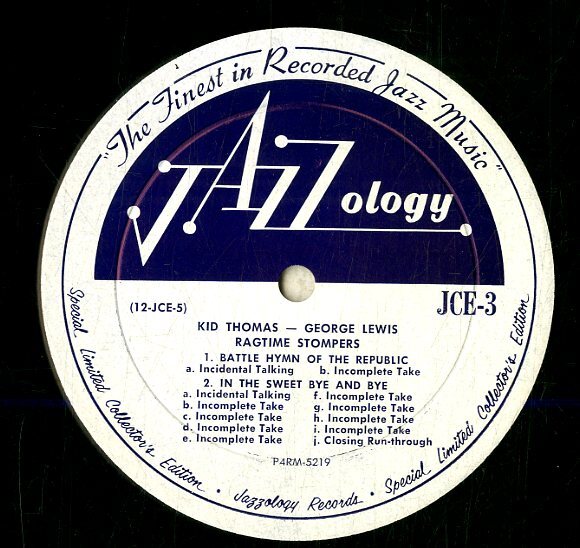 "The Finest in Recorded Jazz Music"
JAZZology
(12-JCE-5)
JCE-3
KID THOMAS — GEORGE LEWIS
RAGTIME STOMPERS
1. BATTLE HYMN OF THE REPUBLIC
a. Incidental Talking b. Incomplete Take
2. IN THE SWEET BYE AND BYE
a. Incidental Talking f. Incomplete Take
b. Incomplete Take g. Incomplete Take
c. Incomplete Take h. Incomplete Take
d. Incomplete Take i. Incomplete Take
e. Incomplete Take j. Closing Run-through
P4RM-5219
Special Limited Collector's Edition. • Jazzology Records • Special Limited Collector's Edition.